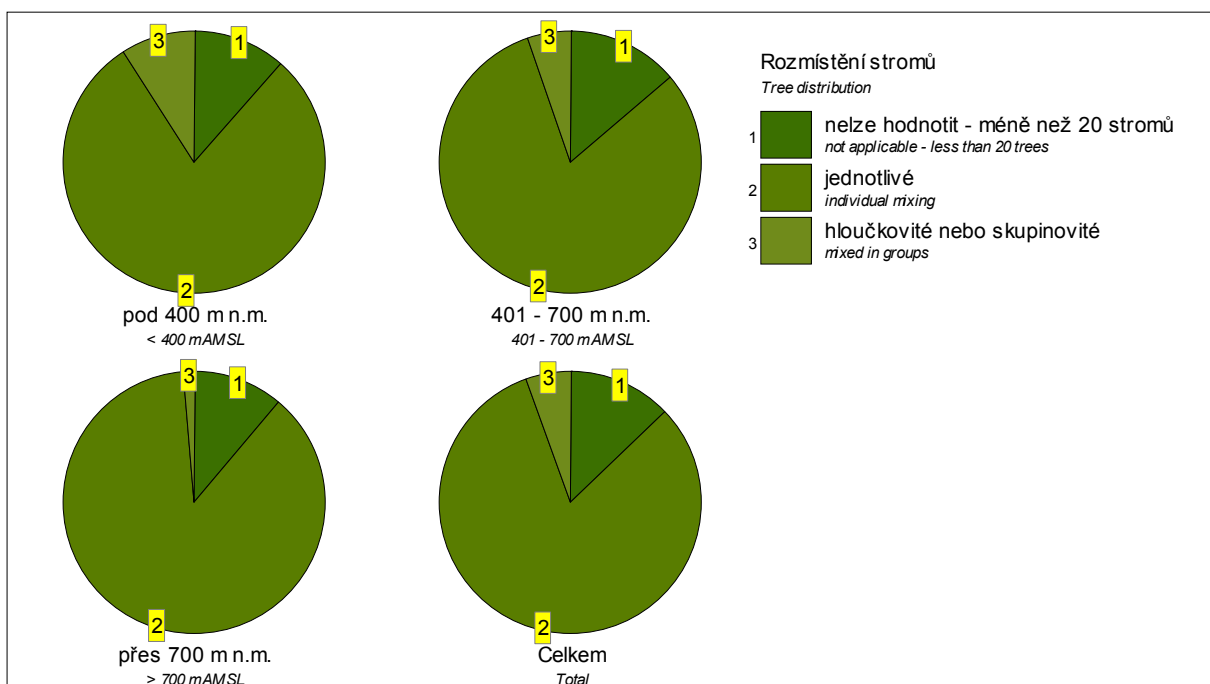 3
1
2
pod 400 m n.m.
< 400 mAMSL
3
1
2
401 - 700 m n.m.
401 - 700 mAMSL
3
1
2
přes 700 m n.m.
> 700 mAMSL
3
1
2
Celkem
Total
Rozmístění stromů
Tree distribution
1 nelze hodnotit - méně než 20 stromů
not applicable - less than 20 trees
2 jednotlivé
individual mixing
3 hloučkovité nebo skupinovité
mixed in groups